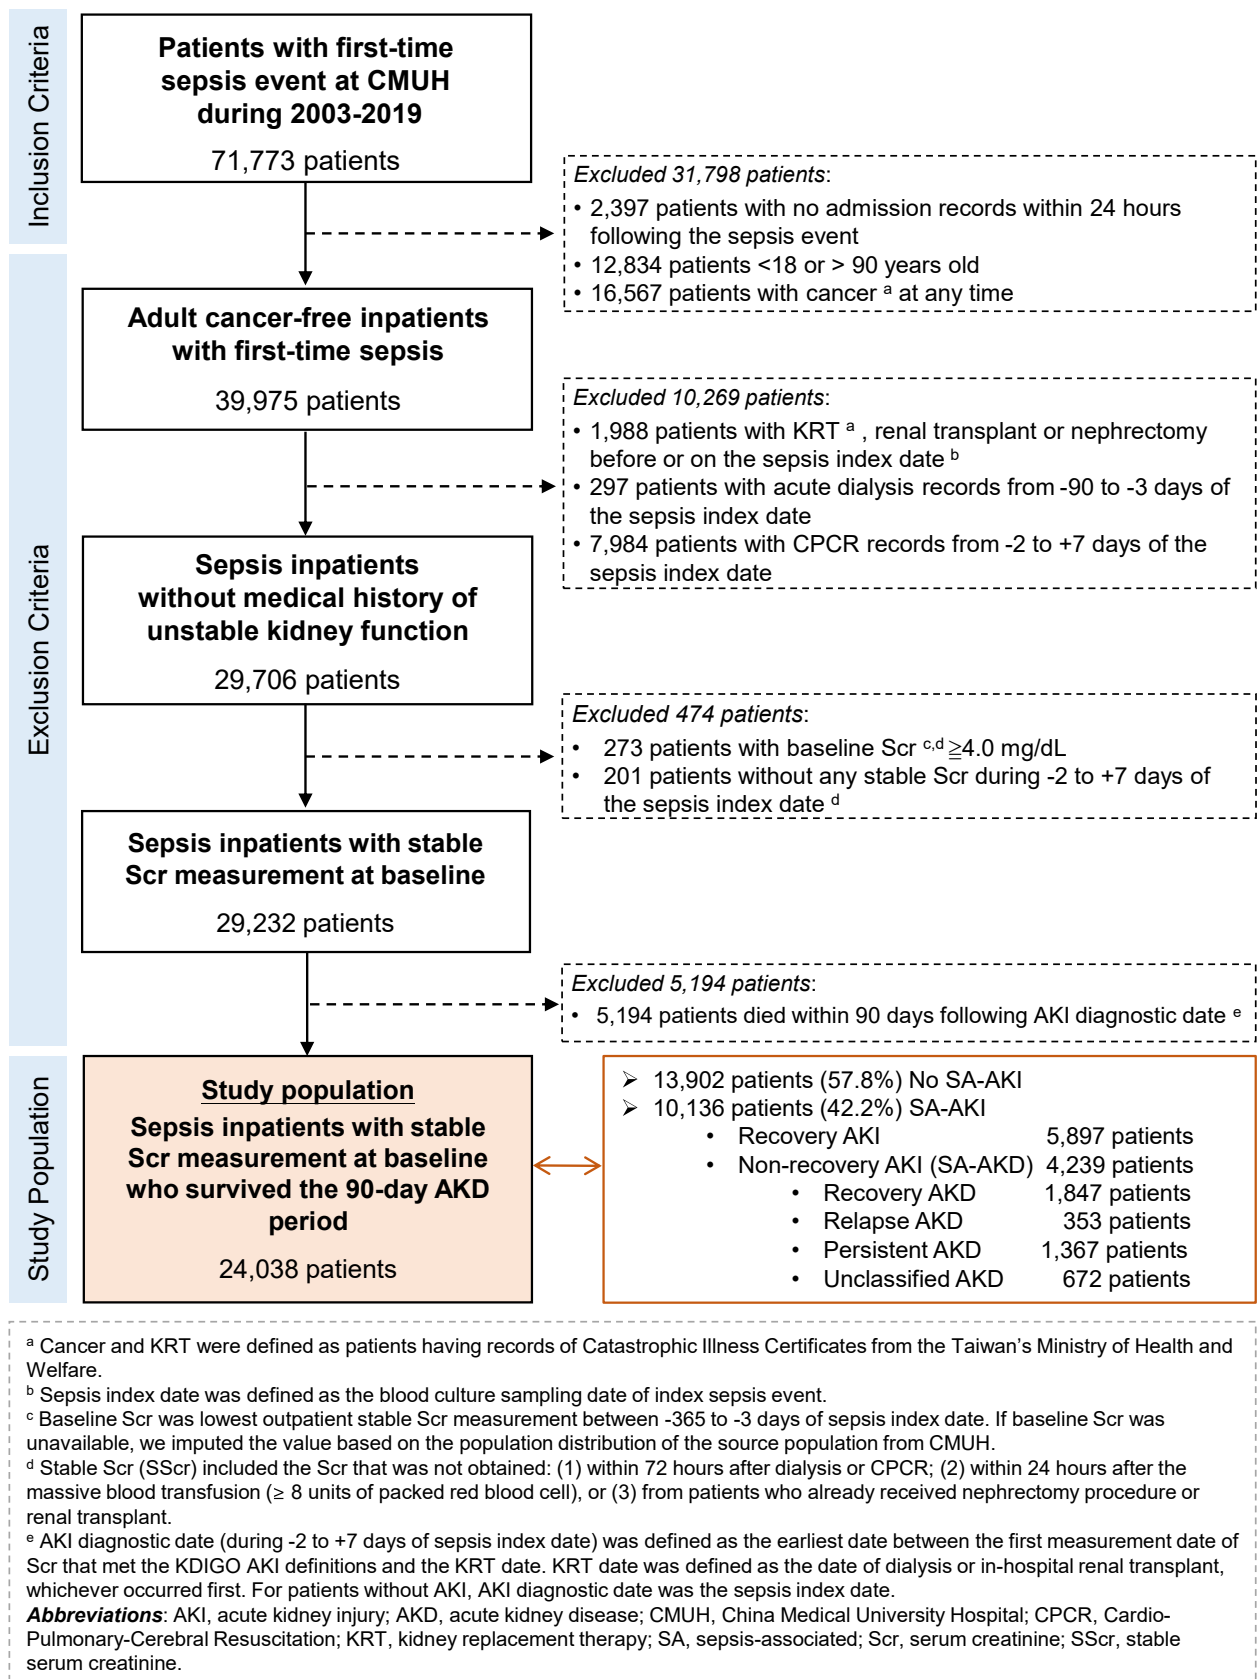 Inclusion Criteria
Patients with first-time
sepsis event at CMUH
during 2003-2019
71,773 patients
Excluded 31,798 patients:
• 2,397 patients with no admission records within 24 hours
following the sepsis event
• 12,834 patients <18 or > 90 years old
• 16,567 patients with cancer a at any time
Exclusion Criteria
Adult cancer-free inpatients
with first-time sepsis
39,975 patients
Excluded 10,269 patients:
• 1,988 patients with KRT a , renal transplant or nephrectomy
before or on the sepsis index date b
• 297 patients with acute dialysis records from -90 to -3 days of
the sepsis index date
• 7,984 patients with CPCR records from -2 to +7 days of the
sepsis index date
Sepsis inpatients
without medical history of
unstable kidney function
29,706 patients
Excluded 474 patients:
• 273 patients with baseline Scr c,d ≧4.0 mg/dL
• 201 patients without any stable Scr during -2 to +7 days of
the sepsis index date d
Sepsis inpatients with stable
Scr measurement at baseline
29,232 patients
Excluded 5,194 patients:
• 5,194 patients died within 90 days following AKI diagnostic date e
Study Population
Study population
Sepsis inpatients with stable
Scr measurement at baseline
who survived the 90-day AKD
period
24,038 patients
➢ 13,902 patients (57.8%) No SA-AKI
➢ 10,136 patients (42.2%) SA-AKI
• Recovery AKI 5,897 patients
• Non-recovery AKI (SA-AKD) 4,239 patients
• Recovery AKD 1,847 patients
• Relapse AKD 353 patients
• Persistent AKD 1,367 patients
• Unclassified AKD 672 patients
a Cancer and KRT were defined as patients having records of Catastrophic Illness Certificates from the Taiwan's Ministry of Health and
Welfare.
b Sepsis index date was defined as the blood culture sampling date of index sepsis event.
c Baseline Scr was lowest outpatient stable Scr measurement between -365 to -3 days of sepsis index date. If baseline Scr was
unavailable, we imputed the value based on the population distribution of the source population from CMUH.
d Stable Scr (SScr) included the Scr that was not obtained: (1) within 72 hours after dialysis or CPCR; (2) within 24 hours after the
massive blood transfusion (≥ 8 units of packed red blood cell), or (3) from patients who already received nephrectomy procedure or
renal transplant.
e AKI diagnostic date (during -2 to +7 days of sepsis index date) was defined as the earliest date between the first measurement date of
Scr that met the KDIGO AKI definitions and the KRT date. KRT date was defined as the date of dialysis or in-hospital renal transplant,
whichever occurred first. For patients without AKI, AKI diagnostic date was the sepsis index date.
Abbreviations: AKI, acute kidney injury; AKD, acute kidney disease; CMUH, China Medical University Hospital; CPCR, Cardio-
Pulmonary-Cerebral Resuscitation; KRT, kidney replacement therapy; SA, sepsis-associated; Scr, serum creatinine; SScr, stable
serum creatinine.